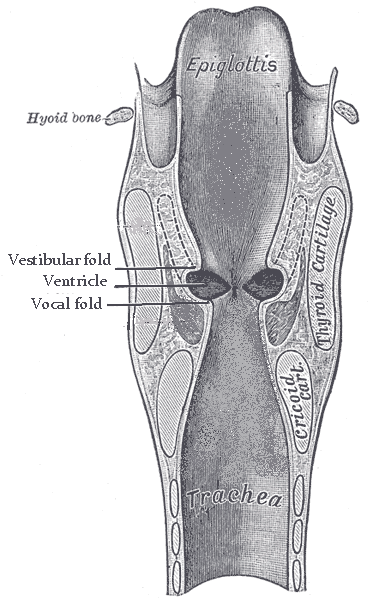 Epiglottis
Hyoid bone
Vestibular fold
Ventricle
Vocal fold
Thyroid Cartilage
Cricoid
cart.
Trachea